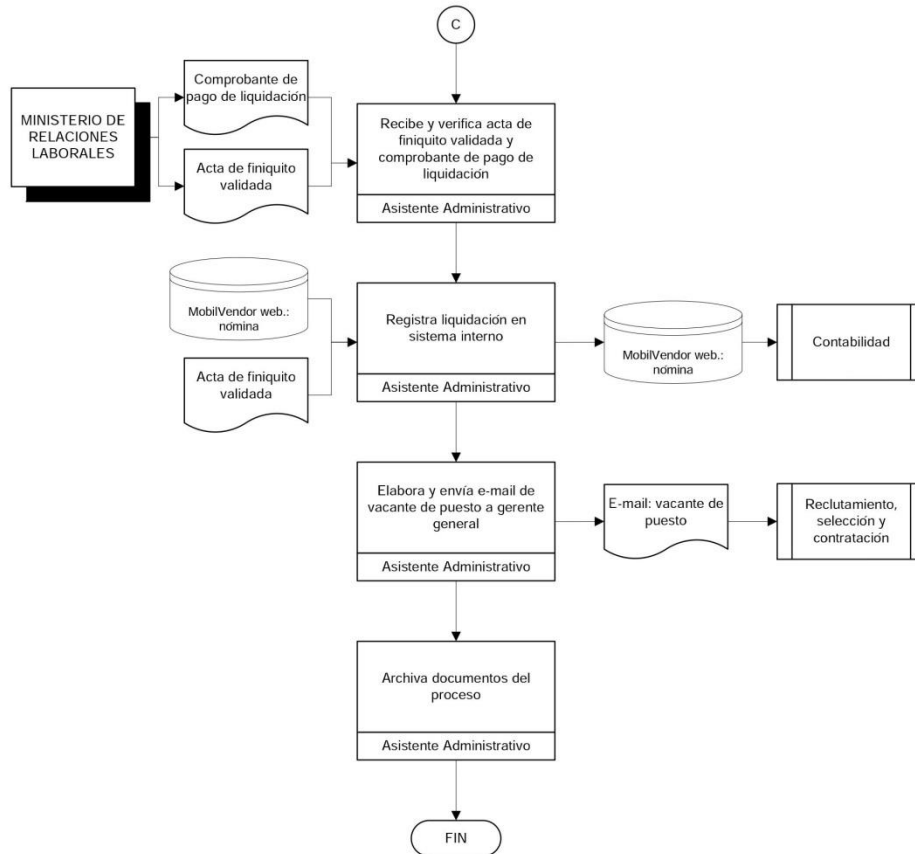 C
MINISTERIO DE
RELACIONES
LABORALES
Comprobante de
pago de liquidación
Acta de finiquito
validada
Recibe y verifica acta de
finiquito validada y
comprobante de pago de
liquidación
Asistente Administrativo
MobilVendor web.:
nómina
Acta de finiquito
validada
Registra liquidación en
sistema interno
Asistente Administrativo
MobilVendor web.:
nómina
Contabilidad
Elabora y envía e-mail de
vacante de puesto a gerente
general
Asistente Administrativo
E-mail: vacante de
puesto
Reclutamiento,
selección y
contratación
Archiva documentos del
proceso
Asistente Administrativo
FIN